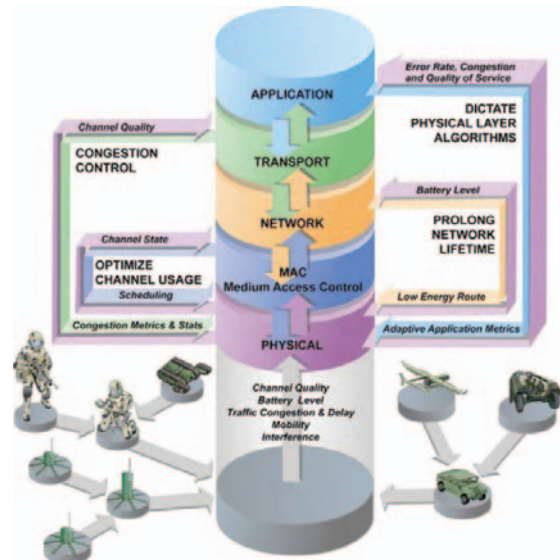 Error Rate, Congestion
and Quality of Service
APPLICATION
DICTATE
PHYSICAL LAYER
ALGORITHMS
Channel Quality
CONGESTION
CONTROL
TRANSPORT
Battery Level
NETWORK
PROLONG
NETWORK
LIFETIME
Channel State
OPTIMIZE
CHANNEL USAGE
MAC
Medium Access Control
Scheduling
Low Energy Route
Congestion Metrics & Stats
PHYSICAL
Adaptive Application Metrics
Channel Quality
Battery Level
Traffic Congestion & Delay
Mobility
Interference